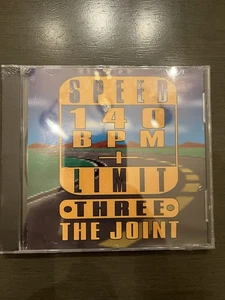 SPEED
140
BPM
+
LIMIT
THREE
THE JOINT